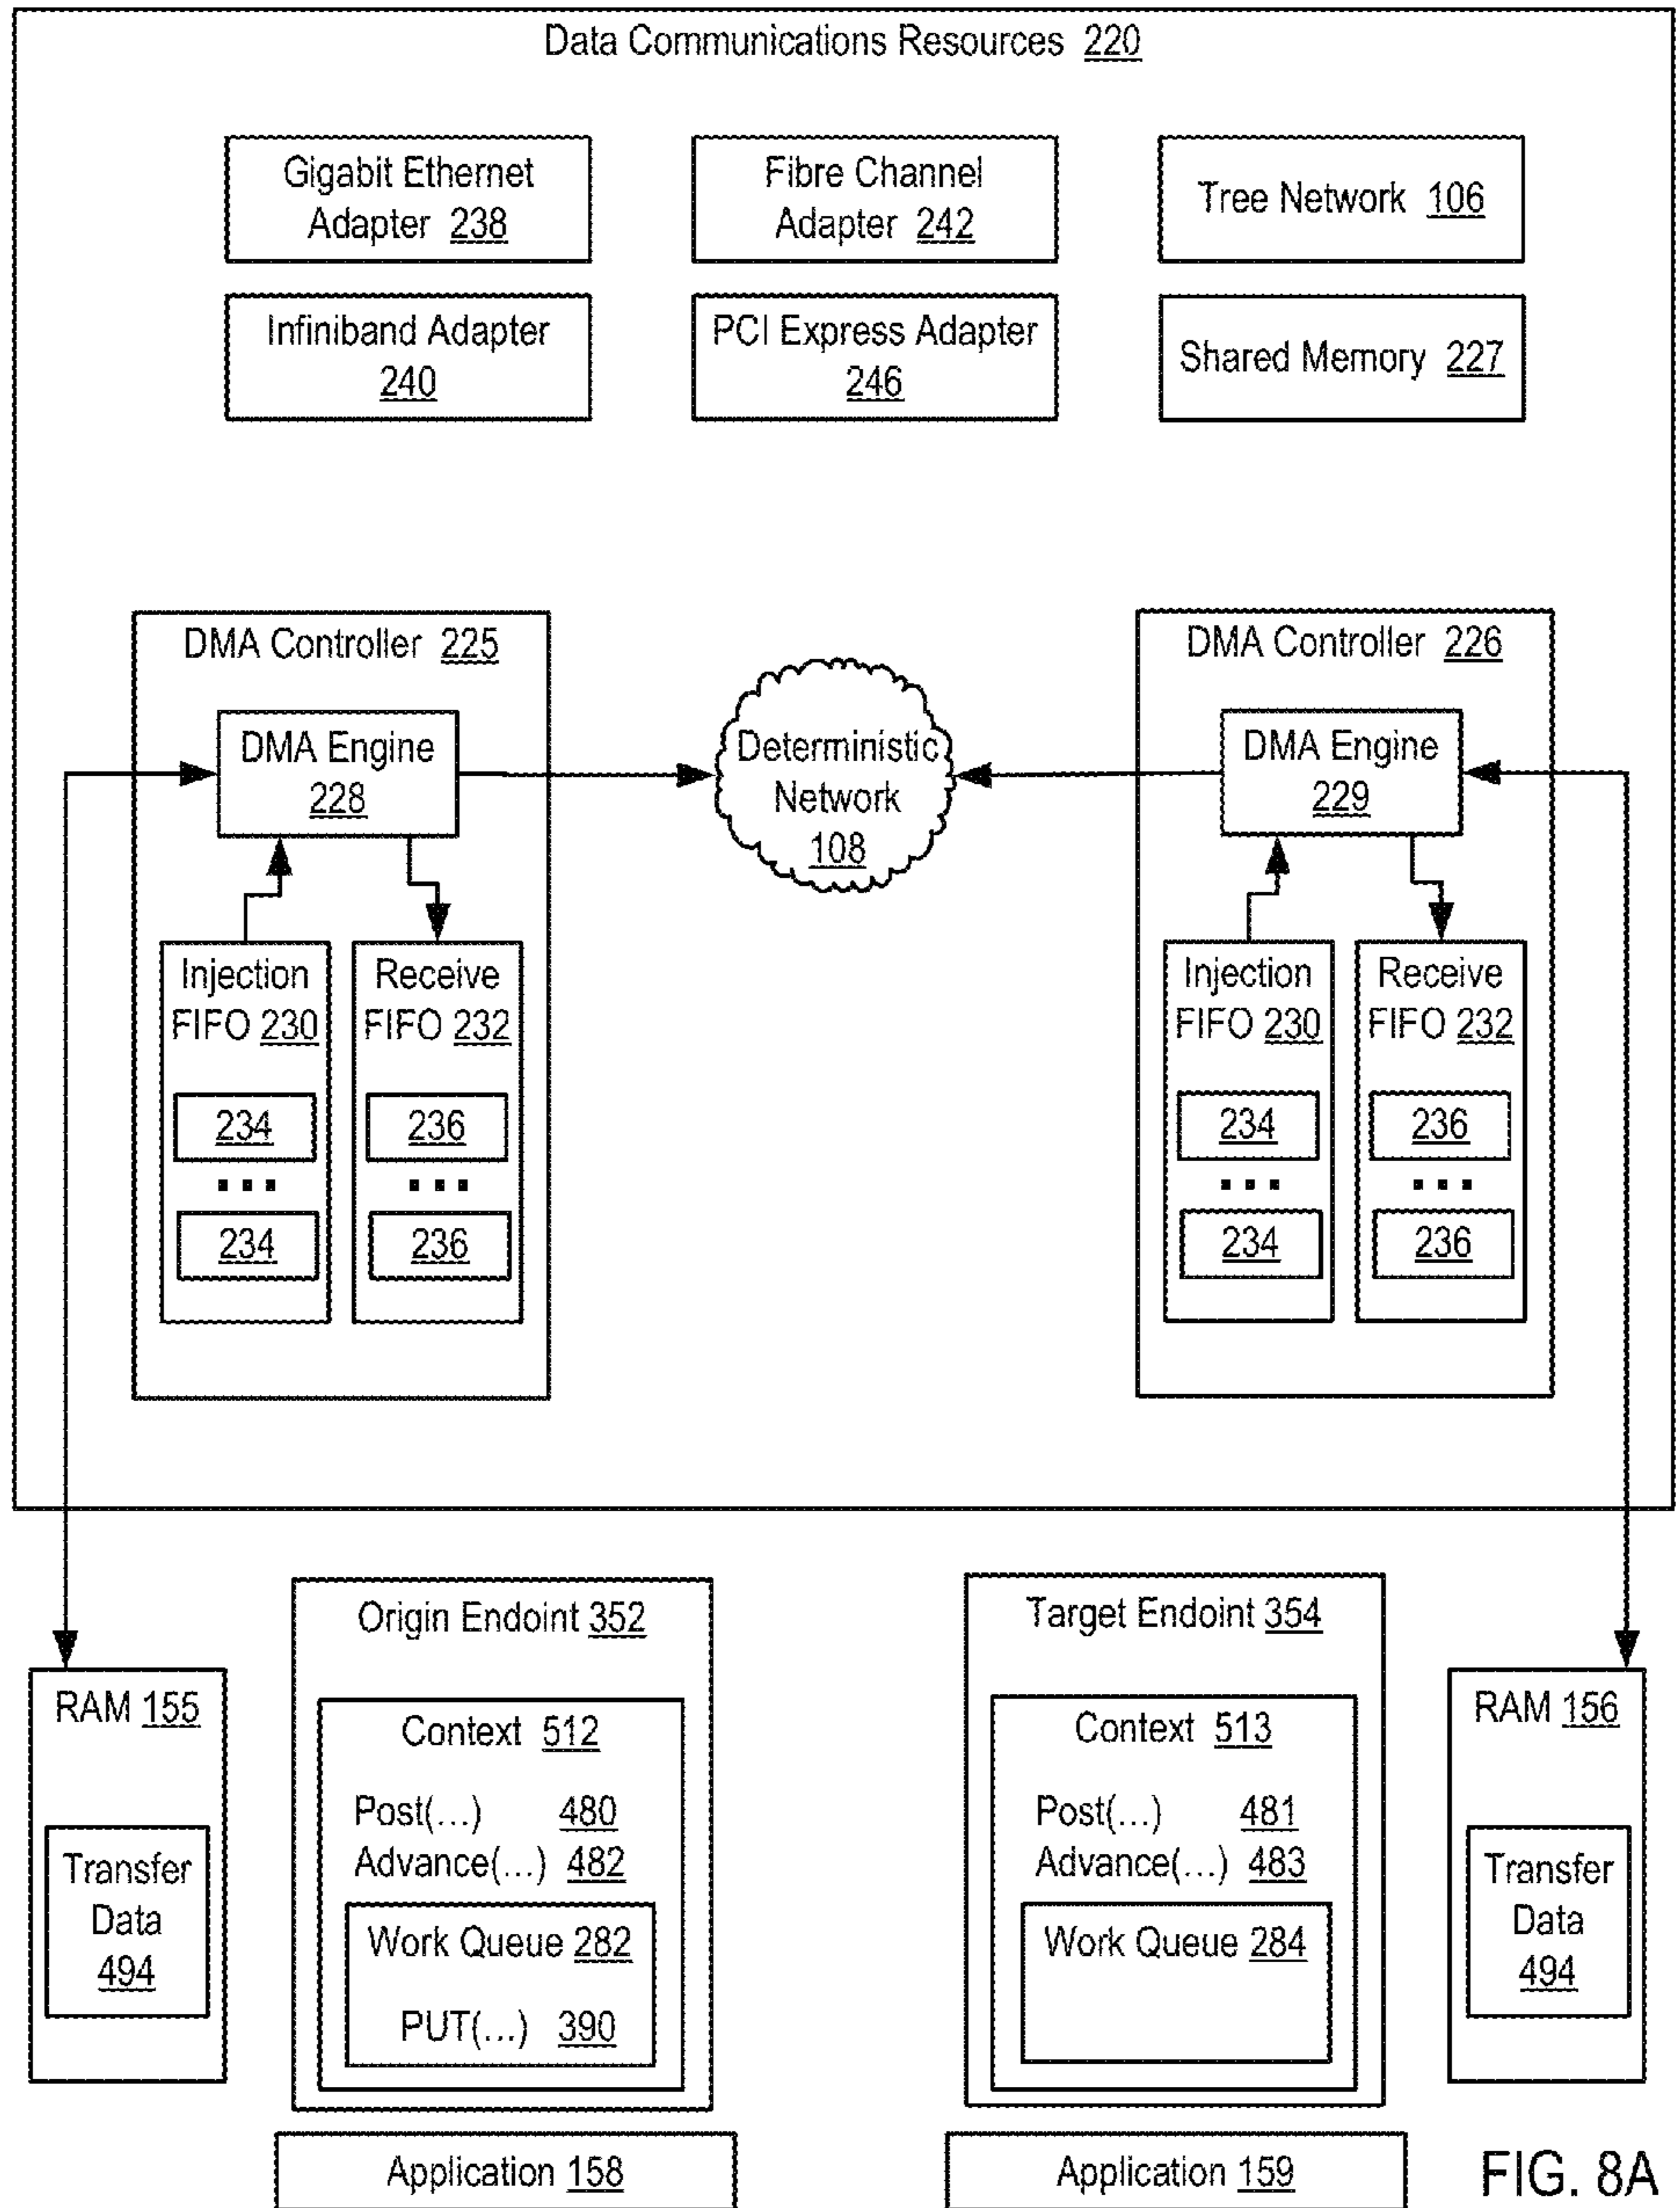 Data Communications Resources 220
Gigabit Ethernet
Adapter 238
Fibre Channel
Adapter 242
Tree Network 106
Infiniband Adapter
240
PCI Express Adapter
246
Shared Memory 227
DMA Controller 225
DMA Engine
228
Injection
FIFO 230
234
...
234
Receive
FIFO 232
236
...
236
Deterministic
Network
108
DMA Controller 226
DMA Engine
229
Injection
FIFO 230
234
...
234
Receive
FIFO 232
236
...
236
RAM 155
Transfer
Data
494
Origin Endoint 352
Context 512
Post(...) 480
Advance(...) 482
Work Queue 282
PUT(...) 390
Target Endoint 354
Context 513
Post(...) 481
Advance(...) 483
Work Queue 284
RAM 156
Transfer
Data
494
Application 158
Application 159
FIG. 8A